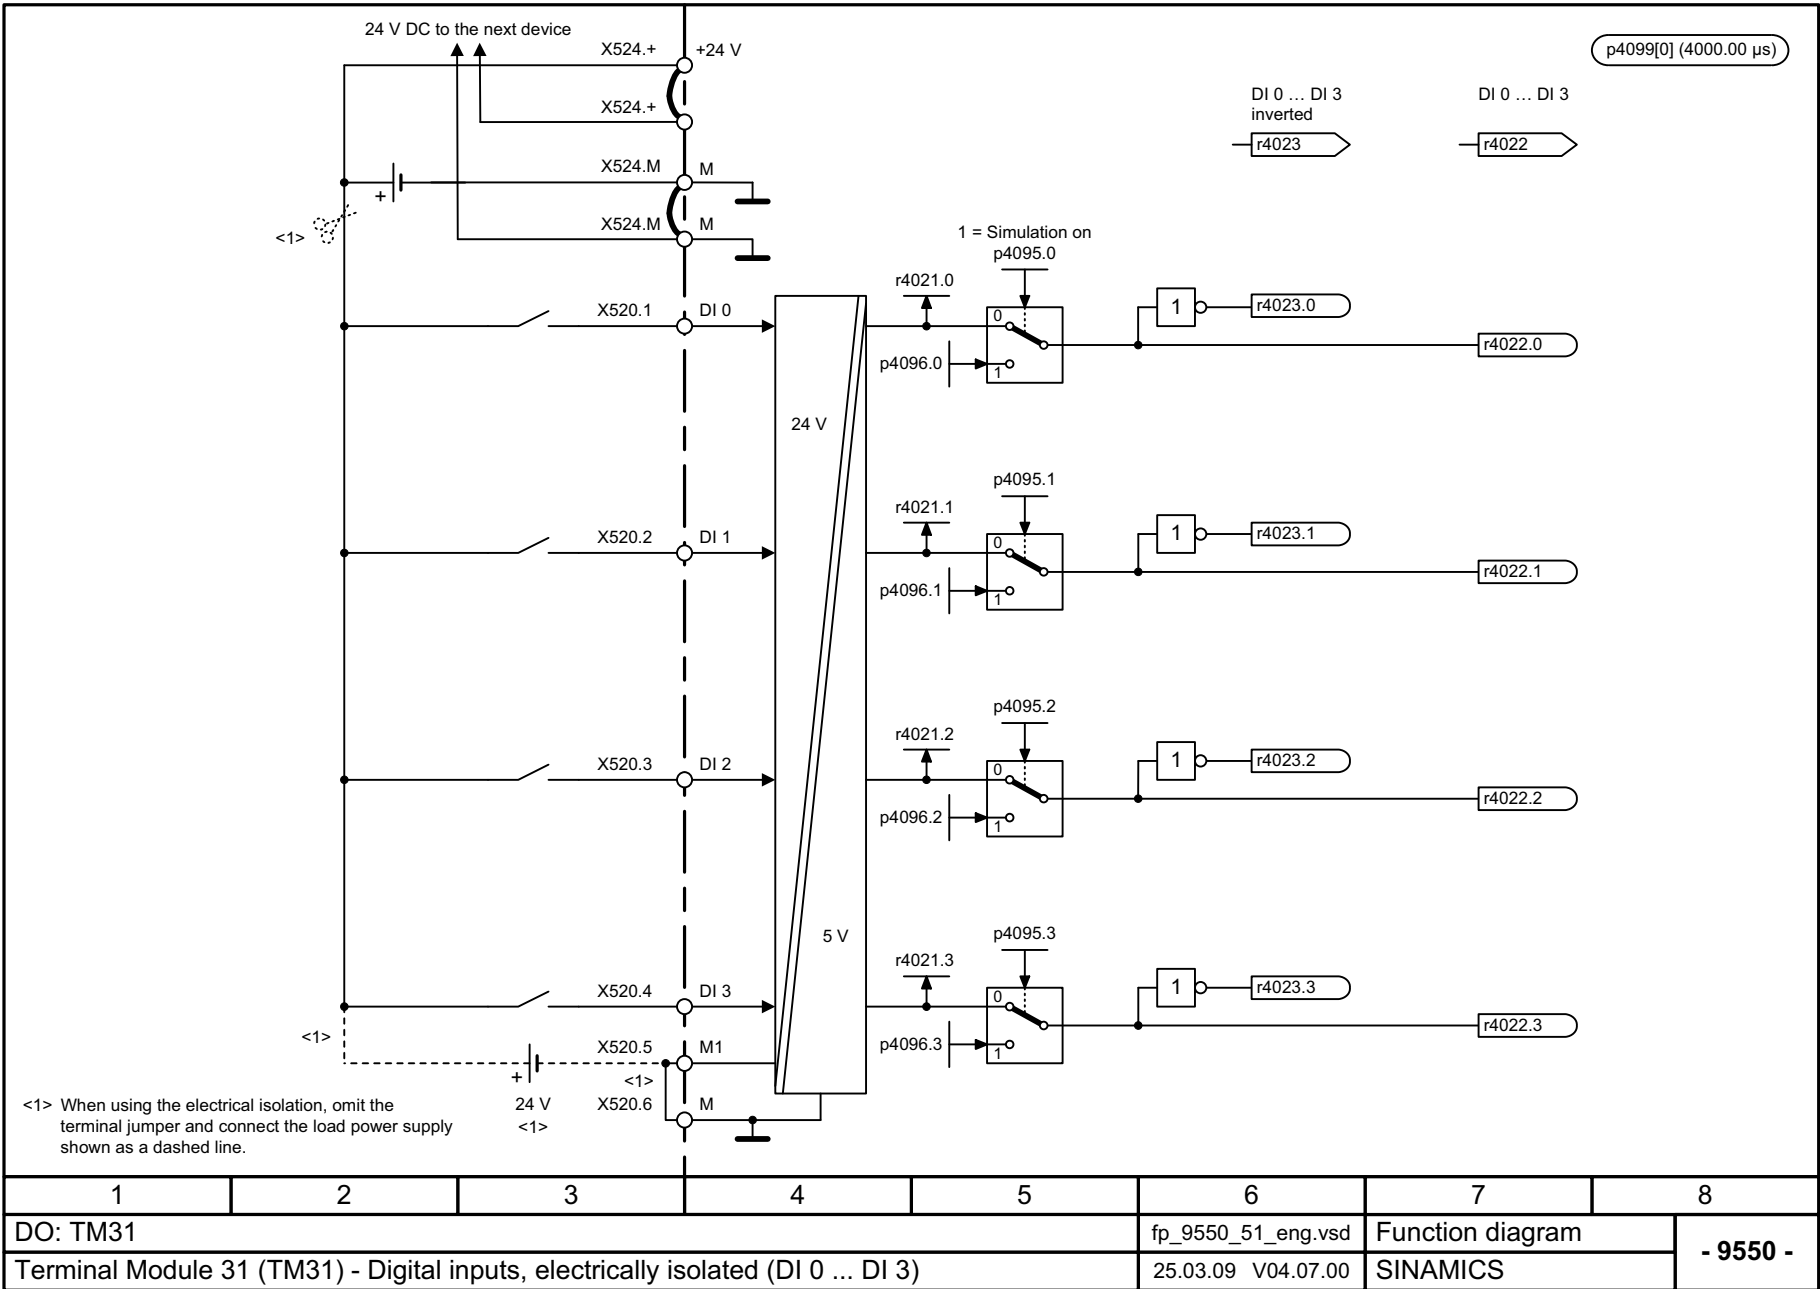 24 V DC to the next device
X524.+
+24 V
p4099[0] (4000.00 µs)
X524.+
DI 0 ... DI 3
inverted
r4023
DI 0 ... DI 3
r4022
X524.M
M
+
<1>
X524.M
M
1 = Simulation on
p4095.0
r4021.0
X520.1
DI 0
0
p4096.0
1
1
r4023.0
r4022.0
24 V
p4095.1
r4021.1
X520.2
DI 1
0
p4096.1
1
1
r4023.1
r4022.1
p4095.2
r4021.2
X520.3
DI 2
0
p4096.2
1
1
r4023.2
r4022.2
5 V
p4095.3
r4021.3
X520.4
DI 3
0
p4096.3
1
1
r4023.3
r4022.3
<1>
X520.5
M1
+
<1>
24 V
<1>
X520.6
M
<1> When using the electrical isolation, omit the
terminal jumper and connect the load power supply
shown as a dashed line.
1 2 3 4 5 6 7 8
DO: TM31
fp_9550_51_eng.vsd
Function diagram
- 9550 -
Terminal Module 31 (TM31) - Digital inputs, electrically isolated (DI 0 ... DI 3)
25.03.09 V04.07.00
SINAMICS